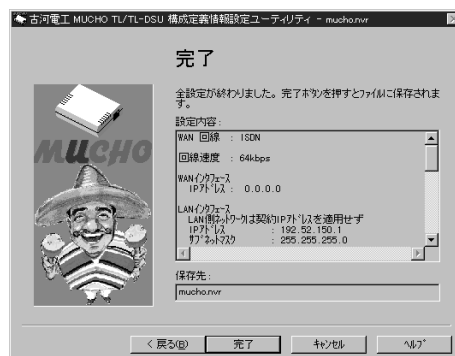 古河電工 MUCHO TL/TL-DSU 構成定義情報設定ユーティリティ - mucho.nvr
完了
全設定が終わりました。完了ボタンを押すとファイルに保存されま
す。
設定内容:
WAN 回線 : ISDN
回線速度 : 64kbps
WANインタフェース
IPアドレス : 0.0.0.0
LANインタフェース
LAN側ネットワークは契約IPアドレスを適用せず
IPアドレス : 192.52.150.1
サブネットマスク : 255.255.255.0
保存先:
mucho.nvr
MUCHO
< 戻る(B)
完了
キャンセル
ヘルプ